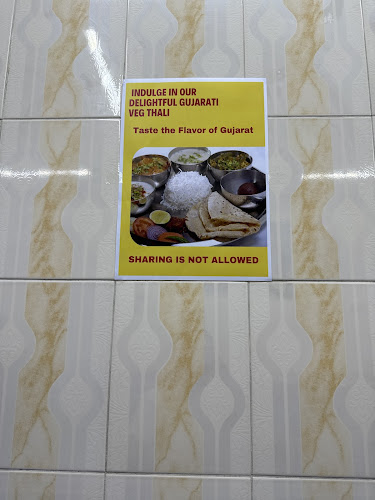 INDULGE IN OUR
DELIGHTFUL GUJARATI
VEG THALI
Taste the Flavor of Gujarat
SHARING IS NOT ALLOWED